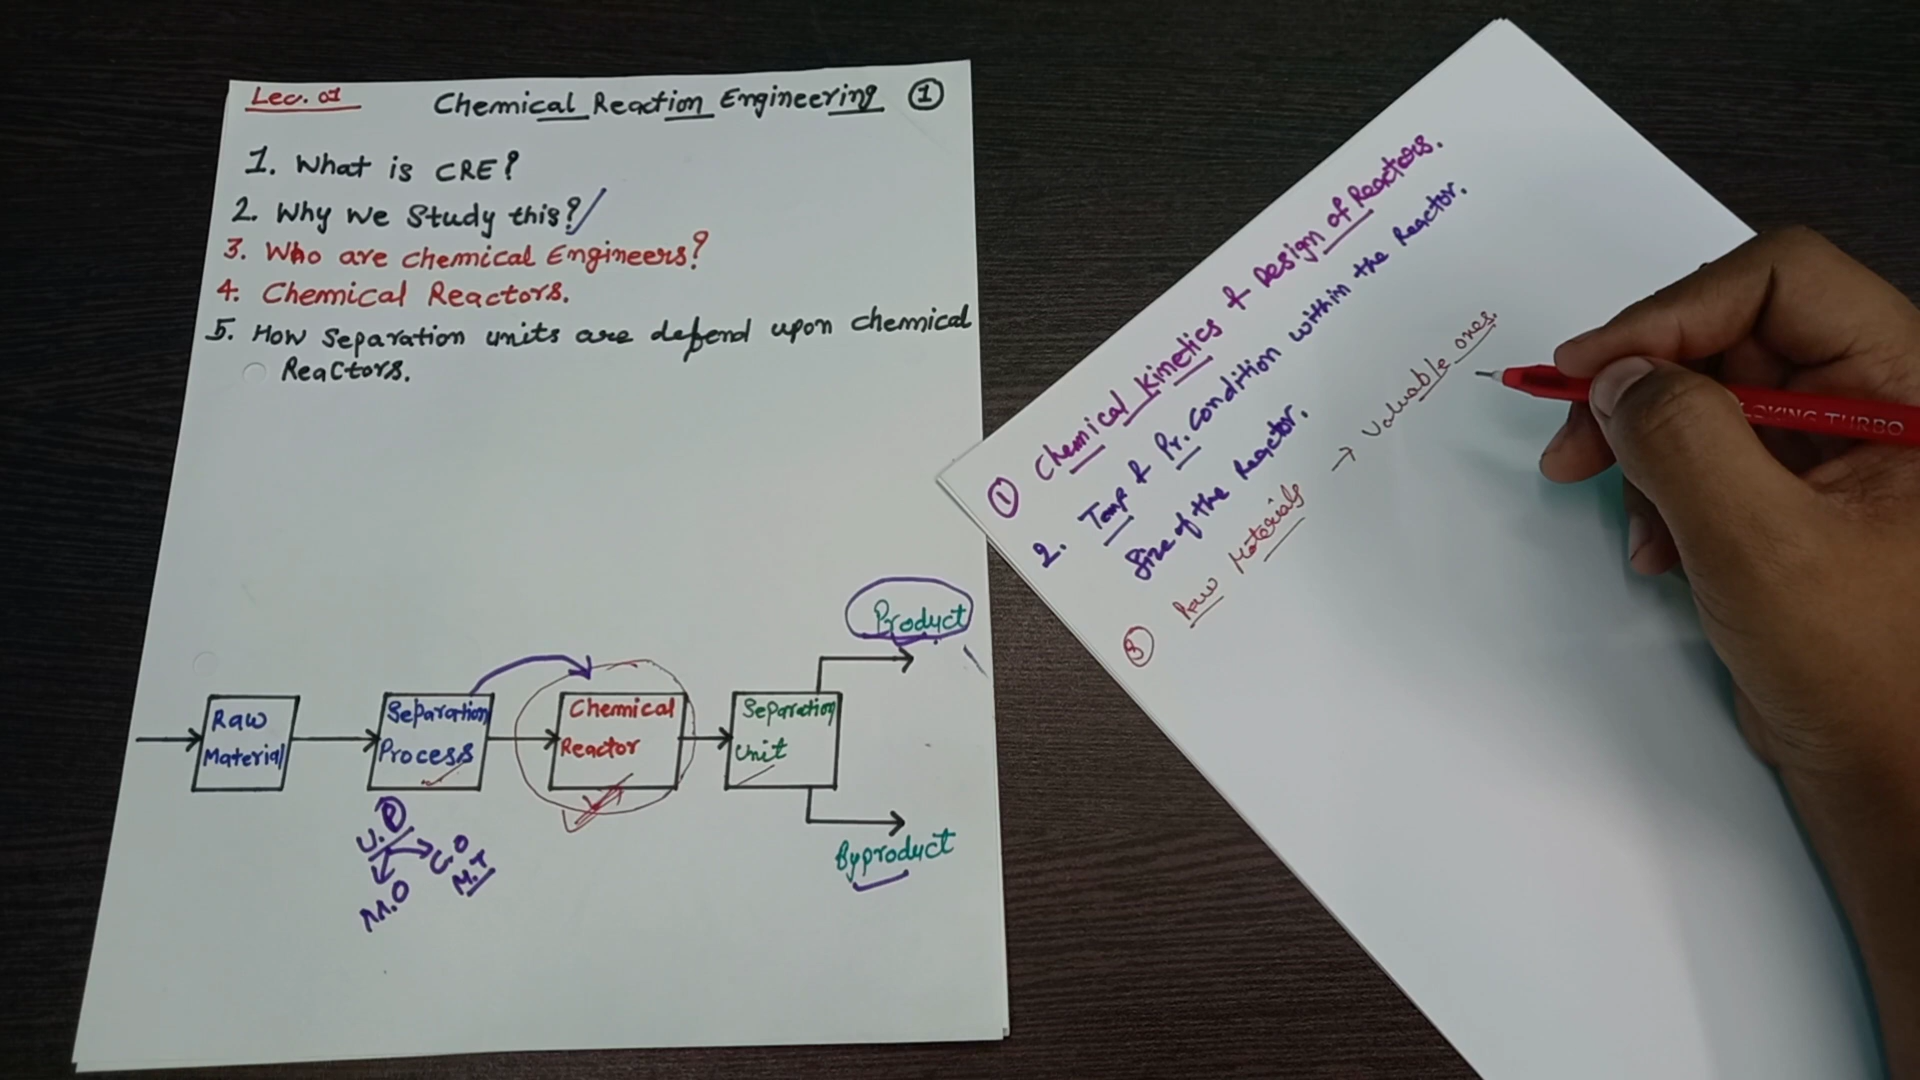 Lec. 01
Chemical Reaction Engineering 1
1. What is CRE?
2. Why we Study this?
3. Who are chemical Engineers?
4. Chemical Reactors.
5. How Separation units are depend upon chemical
Reactors.
Raw
Material
Separation
Process
Chemical
Reactor
Separation
Unit
Product
Byproduct
U.P
U.O
M.T
M.O
1 Chemical Kinetics & Design of Reactors.
2. Temp & Pr. Condition within the Reactor.
Size of the Reactor.
3 Raw Materials → Valuable ones.
LOKING TURBO